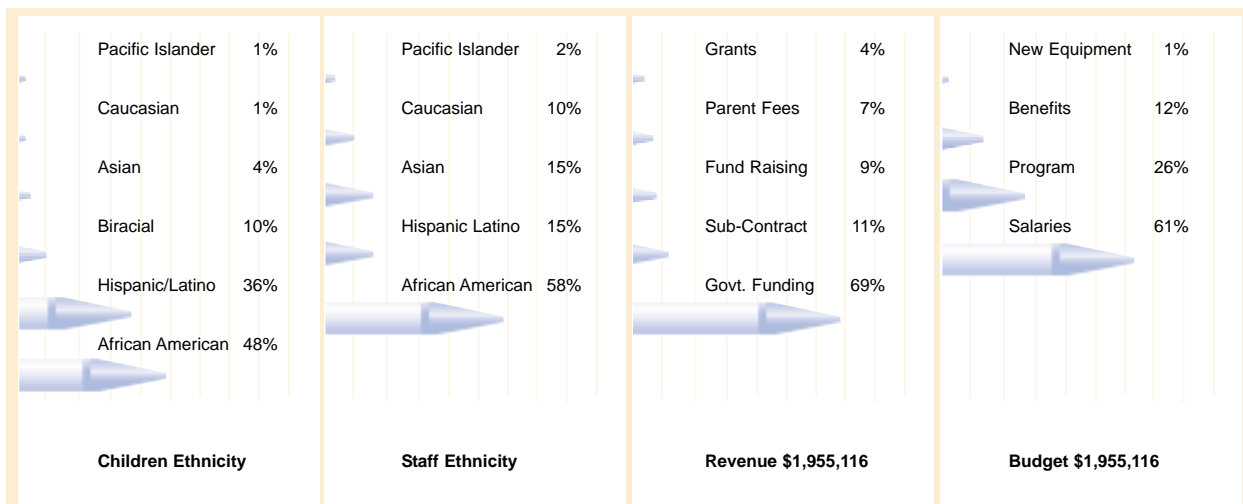 Pacific Islander 1%
Caucasian 1%
Asian 4%
Biracial 10%
Hispanic/Latino 36%
African American 48%
Children Ethnicity
Pacific Islander 2%
Caucasian 10%
Asian 15%
Hispanic Latino 15%
African American 58%
Staff Ethnicity
Grants 4%
Parent Fees 7%
Fund Raising 9%
Sub-Contract 11%
Govt. Funding 69%
Revenue $1,955,116
New Equipment 1%
Benefits 12%
Program 26%
Salaries 61%
Budget $1,955,116